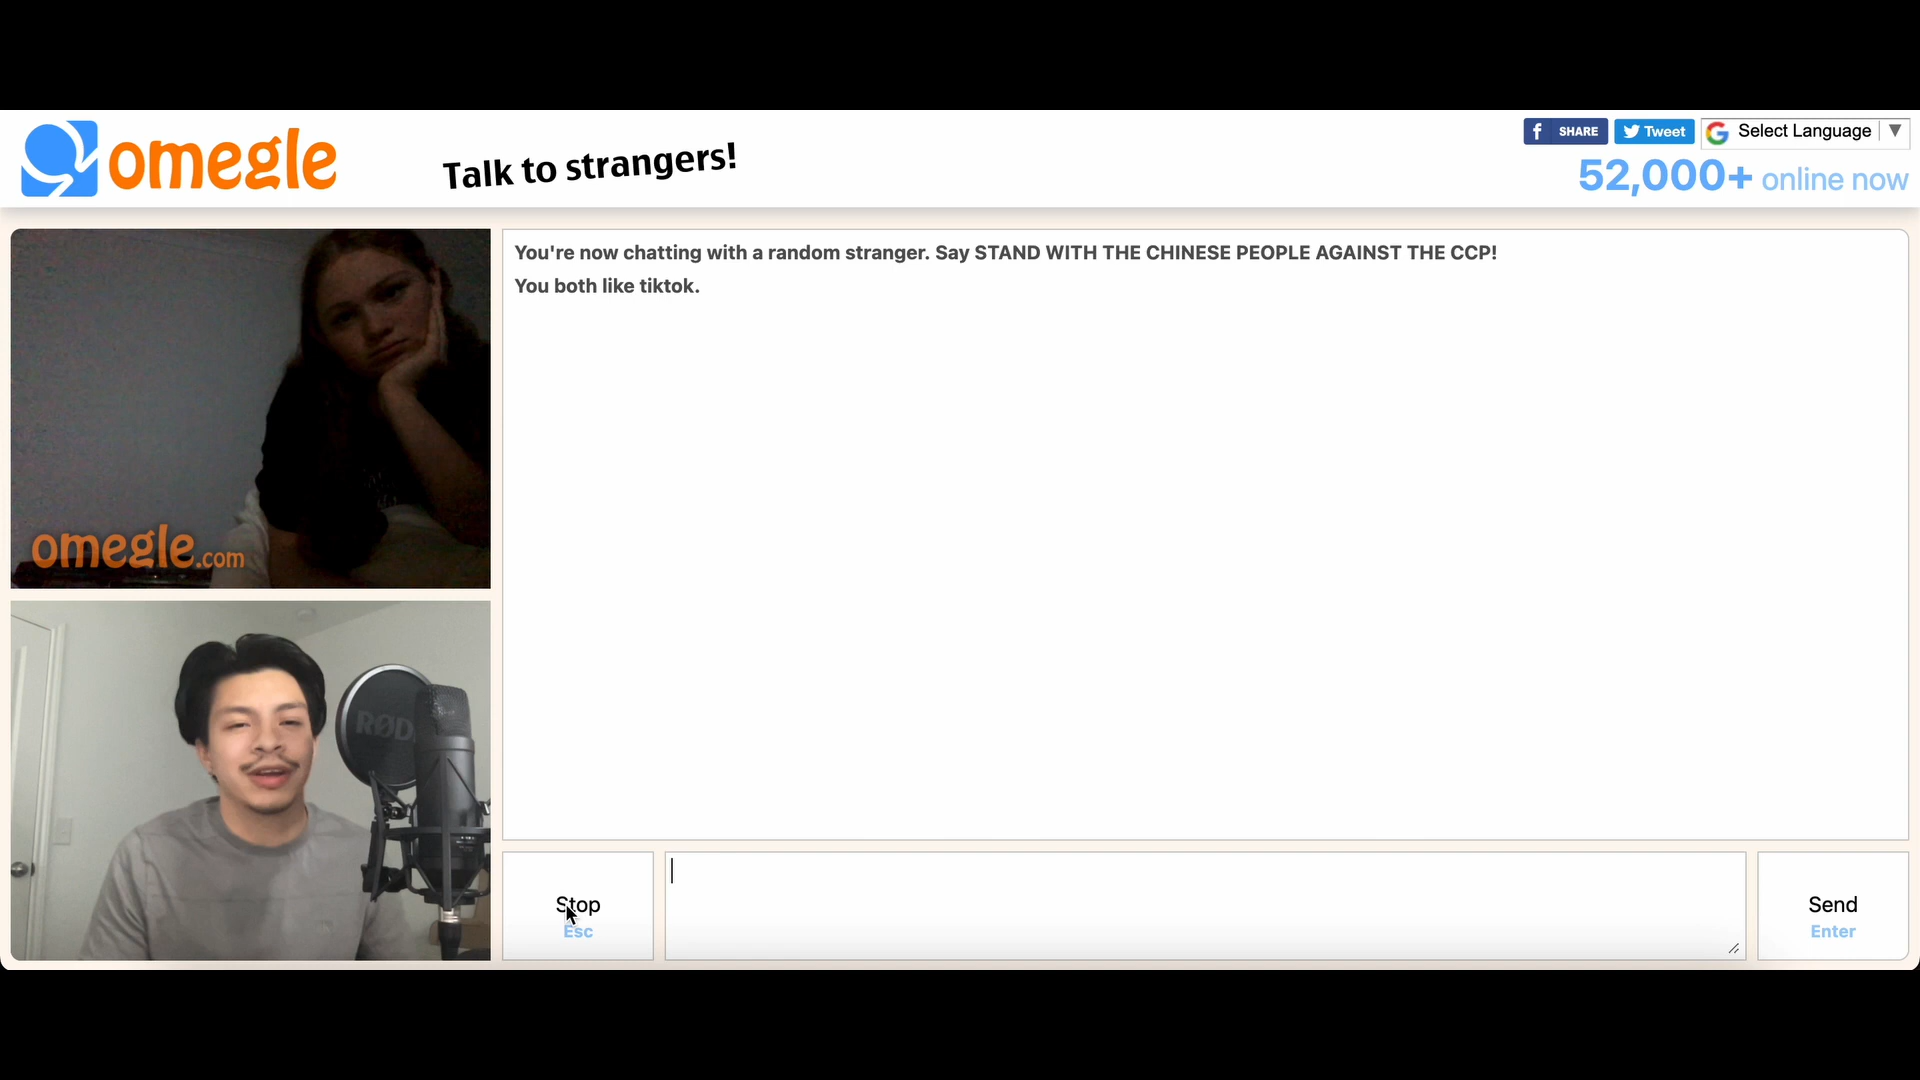 omegle
Talk to strangers!
SHARE
Tweet
Select Language
52,000+ online now
You're now chatting with a random stranger. Say STAND WITH THE CHINESE PEOPLE AGAINST THE CCP!
You both like tiktok.
omegle.com
RØD
Stop
Esc
Send
Enter